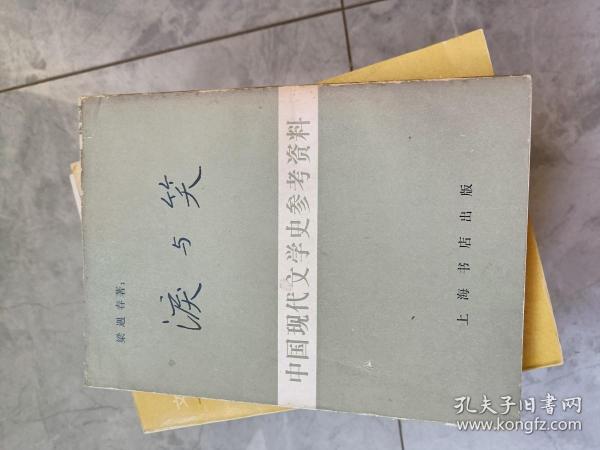 梁遇春著：
淚与笑
中国现代文学史参考资料
上海书店出版
孔夫子旧书网
www.kongfz.com